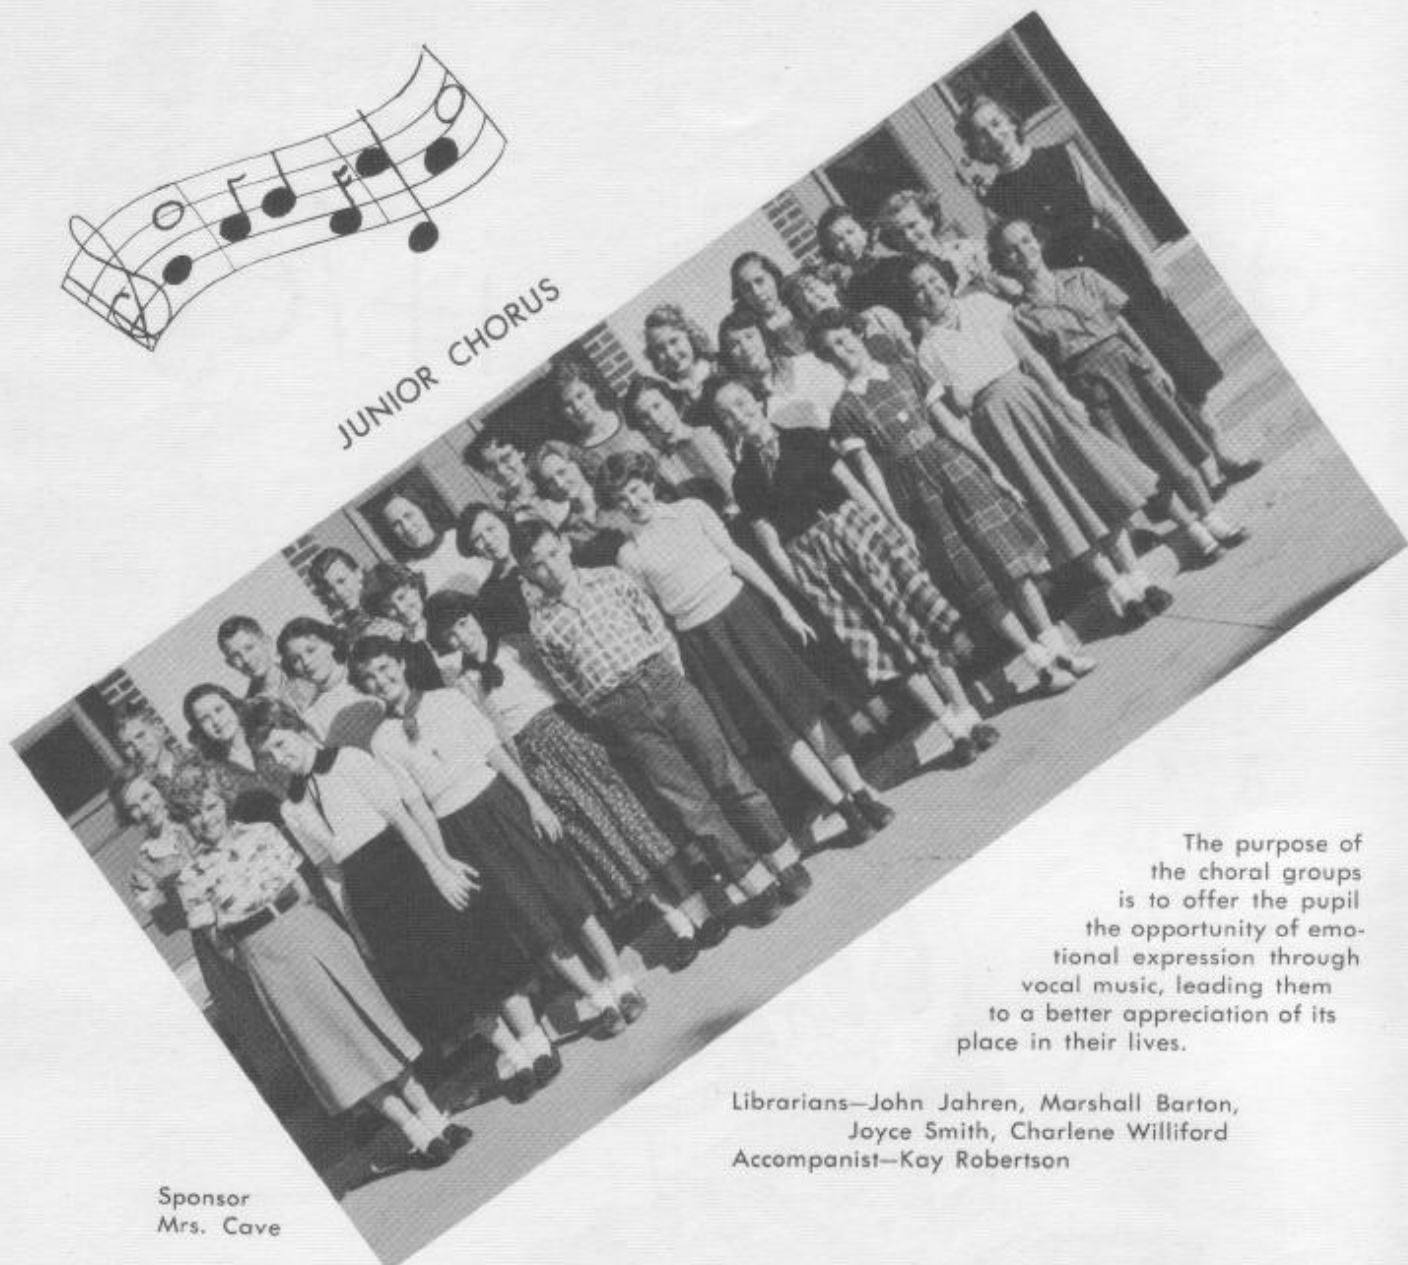 JUNIOR CHORUS
The purpose of
the choral groups
is to offer the pupil
the opportunity of emo-
tional expression through
vocal music, leading them
to a better appreciation of its
place in their lives.
Librarians—John Jahren, Marshall Barton,
Joyce Smith, Charlene Williford
Accompanist—Kay Robertson
Sponsor
Mrs. Cave